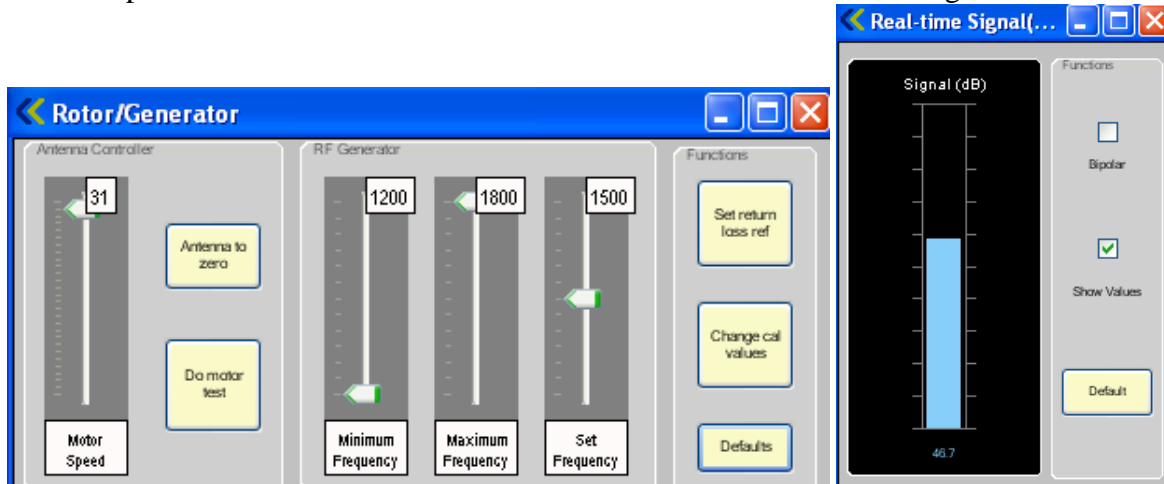 Rotor/Generator
Antenna Controller
31
Motor
Speed
Antenna to
zero
Do motor
test
RF Generator
1200
Minimum
Frequency
1800
Maximum
Frequency
1500
Set
Frequency
Functions
Set return
loss ref
Change cal
values
Defaults
Real-time Signal(...
Signal (dB)
46.7
Functions
Bipolar
Show Values
Default